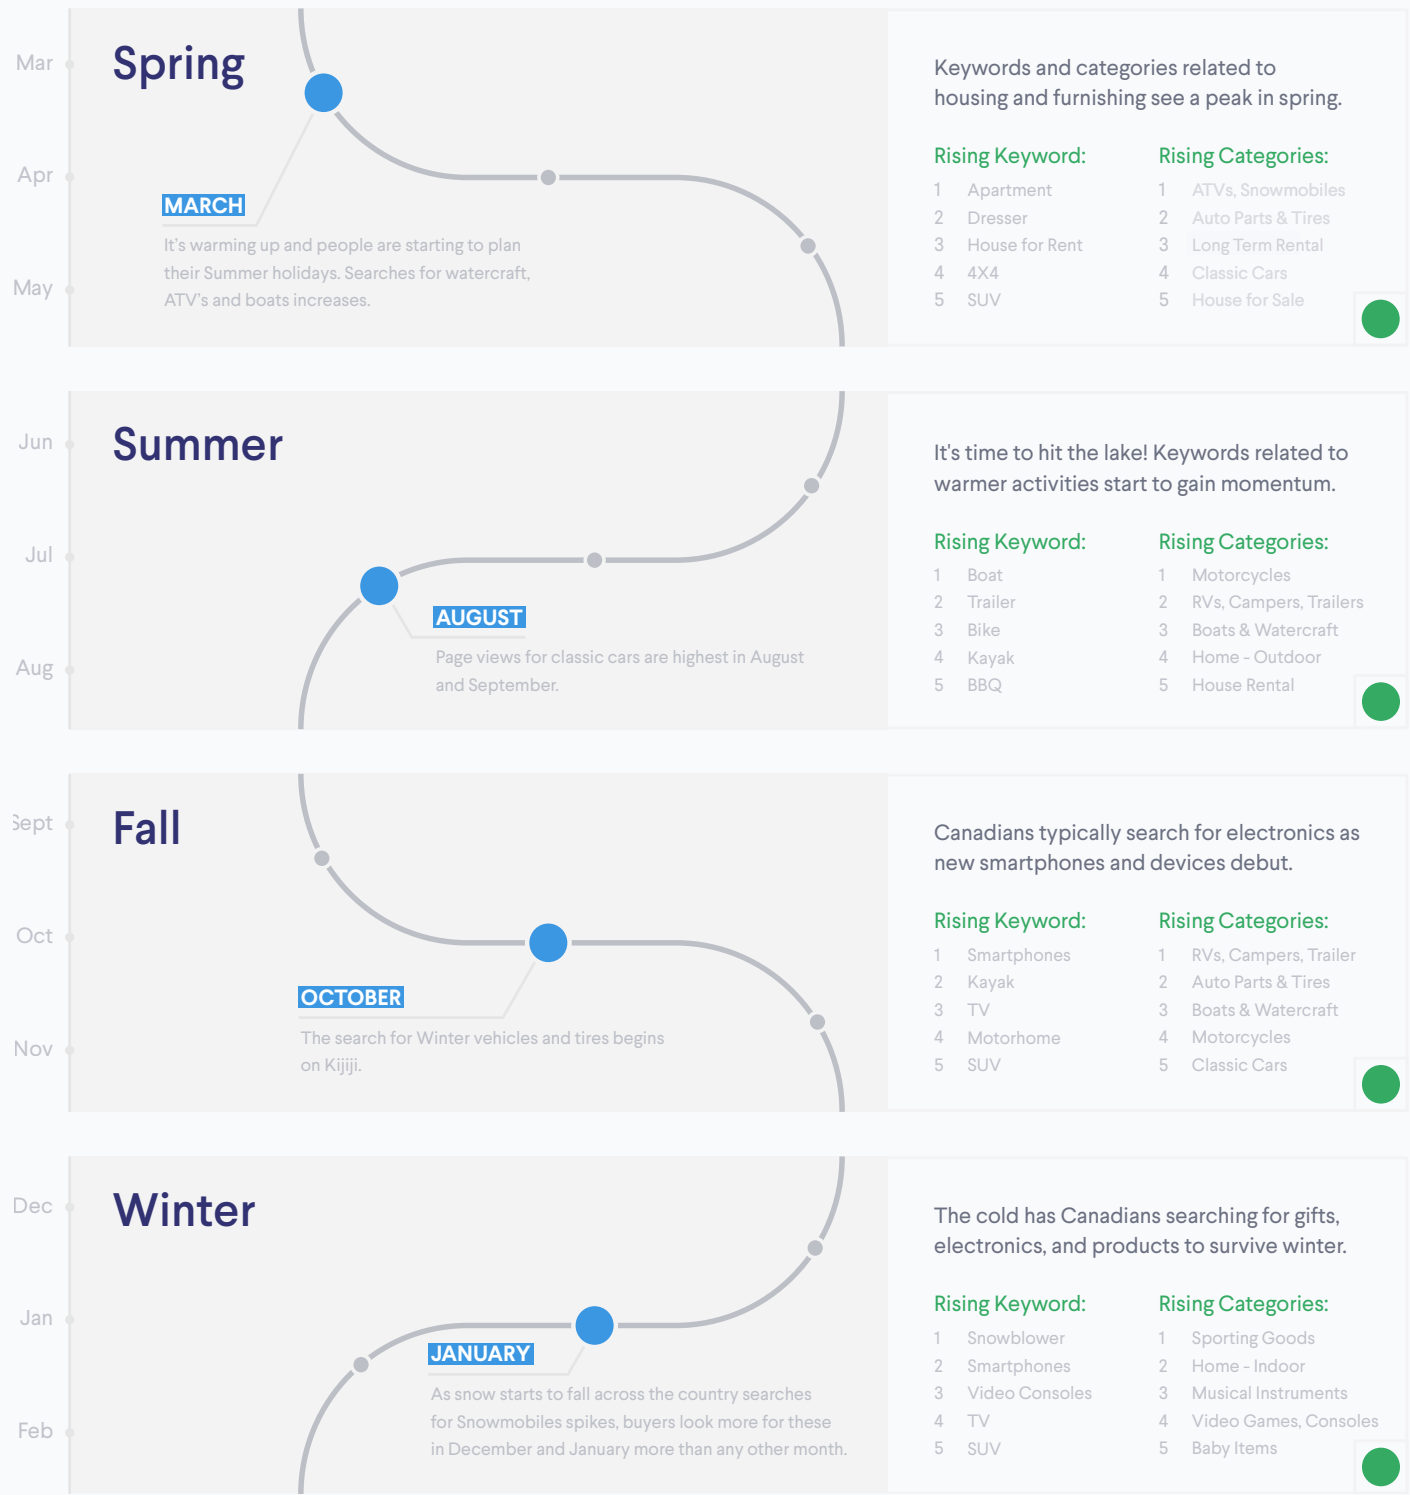 Mar
Spring
Apr
MARCH
It's warming up and people are starting to plan
their Summer holidays. Searches for watercraft,
ATV's and boats increases.
May
Keywords and categories related to
housing and furnishing see a peak in spring.
Rising Keyword:
1 Apartment
2 Dresser
3 House for Rent
4 4X4
5 SUV
Rising Categories:
1 ATVs, Snowmobiles
2 Auto Parts & Tires
3 Long Term Rental
4 Classic Cars
5 House for Sale
Jun
Summer
Jul
AUGUST
Page views for classic cars are highest in August
and September.
Aug
It's time to hit the lake! Keywords related to
warmer activities start to gain momentum.
Rising Keyword:
1 Boat
2 Trailer
3 Bike
4 Kayak
5 BBQ
Rising Categories:
1 Motorcycles
2 RVs, Campers, Trailers
3 Boats & Watercraft
4 Home - Outdoor
5 House Rental
Sept
Fall
Oct
OCTOBER
The search for Winter vehicles and tires begins
on Kijiji.
Nov
Canadians typically search for electronics as
new smartphones and devices debut.
Rising Keyword:
1 Smartphones
2 Kayak
3 TV
4 Motorhome
5 SUV
Rising Categories:
1 RVs, Campers, Trailer
2 Auto Parts & Tires
3 Boats & Watercraft
4 Motorcycles
5 Classic Cars
Dec
Winter
Jan
JANUARY
As snow starts to fall across the country searches
for Snowmobiles spikes, buyers look more for these
in December and January more than any other month.
Feb
The cold has Canadians searching for gifts,
electronics, and products to survive winter.
Rising Keyword:
1 Snowblower
2 Smartphones
3 Video Consoles
4 TV
5 SUV
Rising Categories:
1 Sporting Goods
2 Home - Indoor
3 Musical Instruments
4 Video Games, Consoles
5 Baby Items